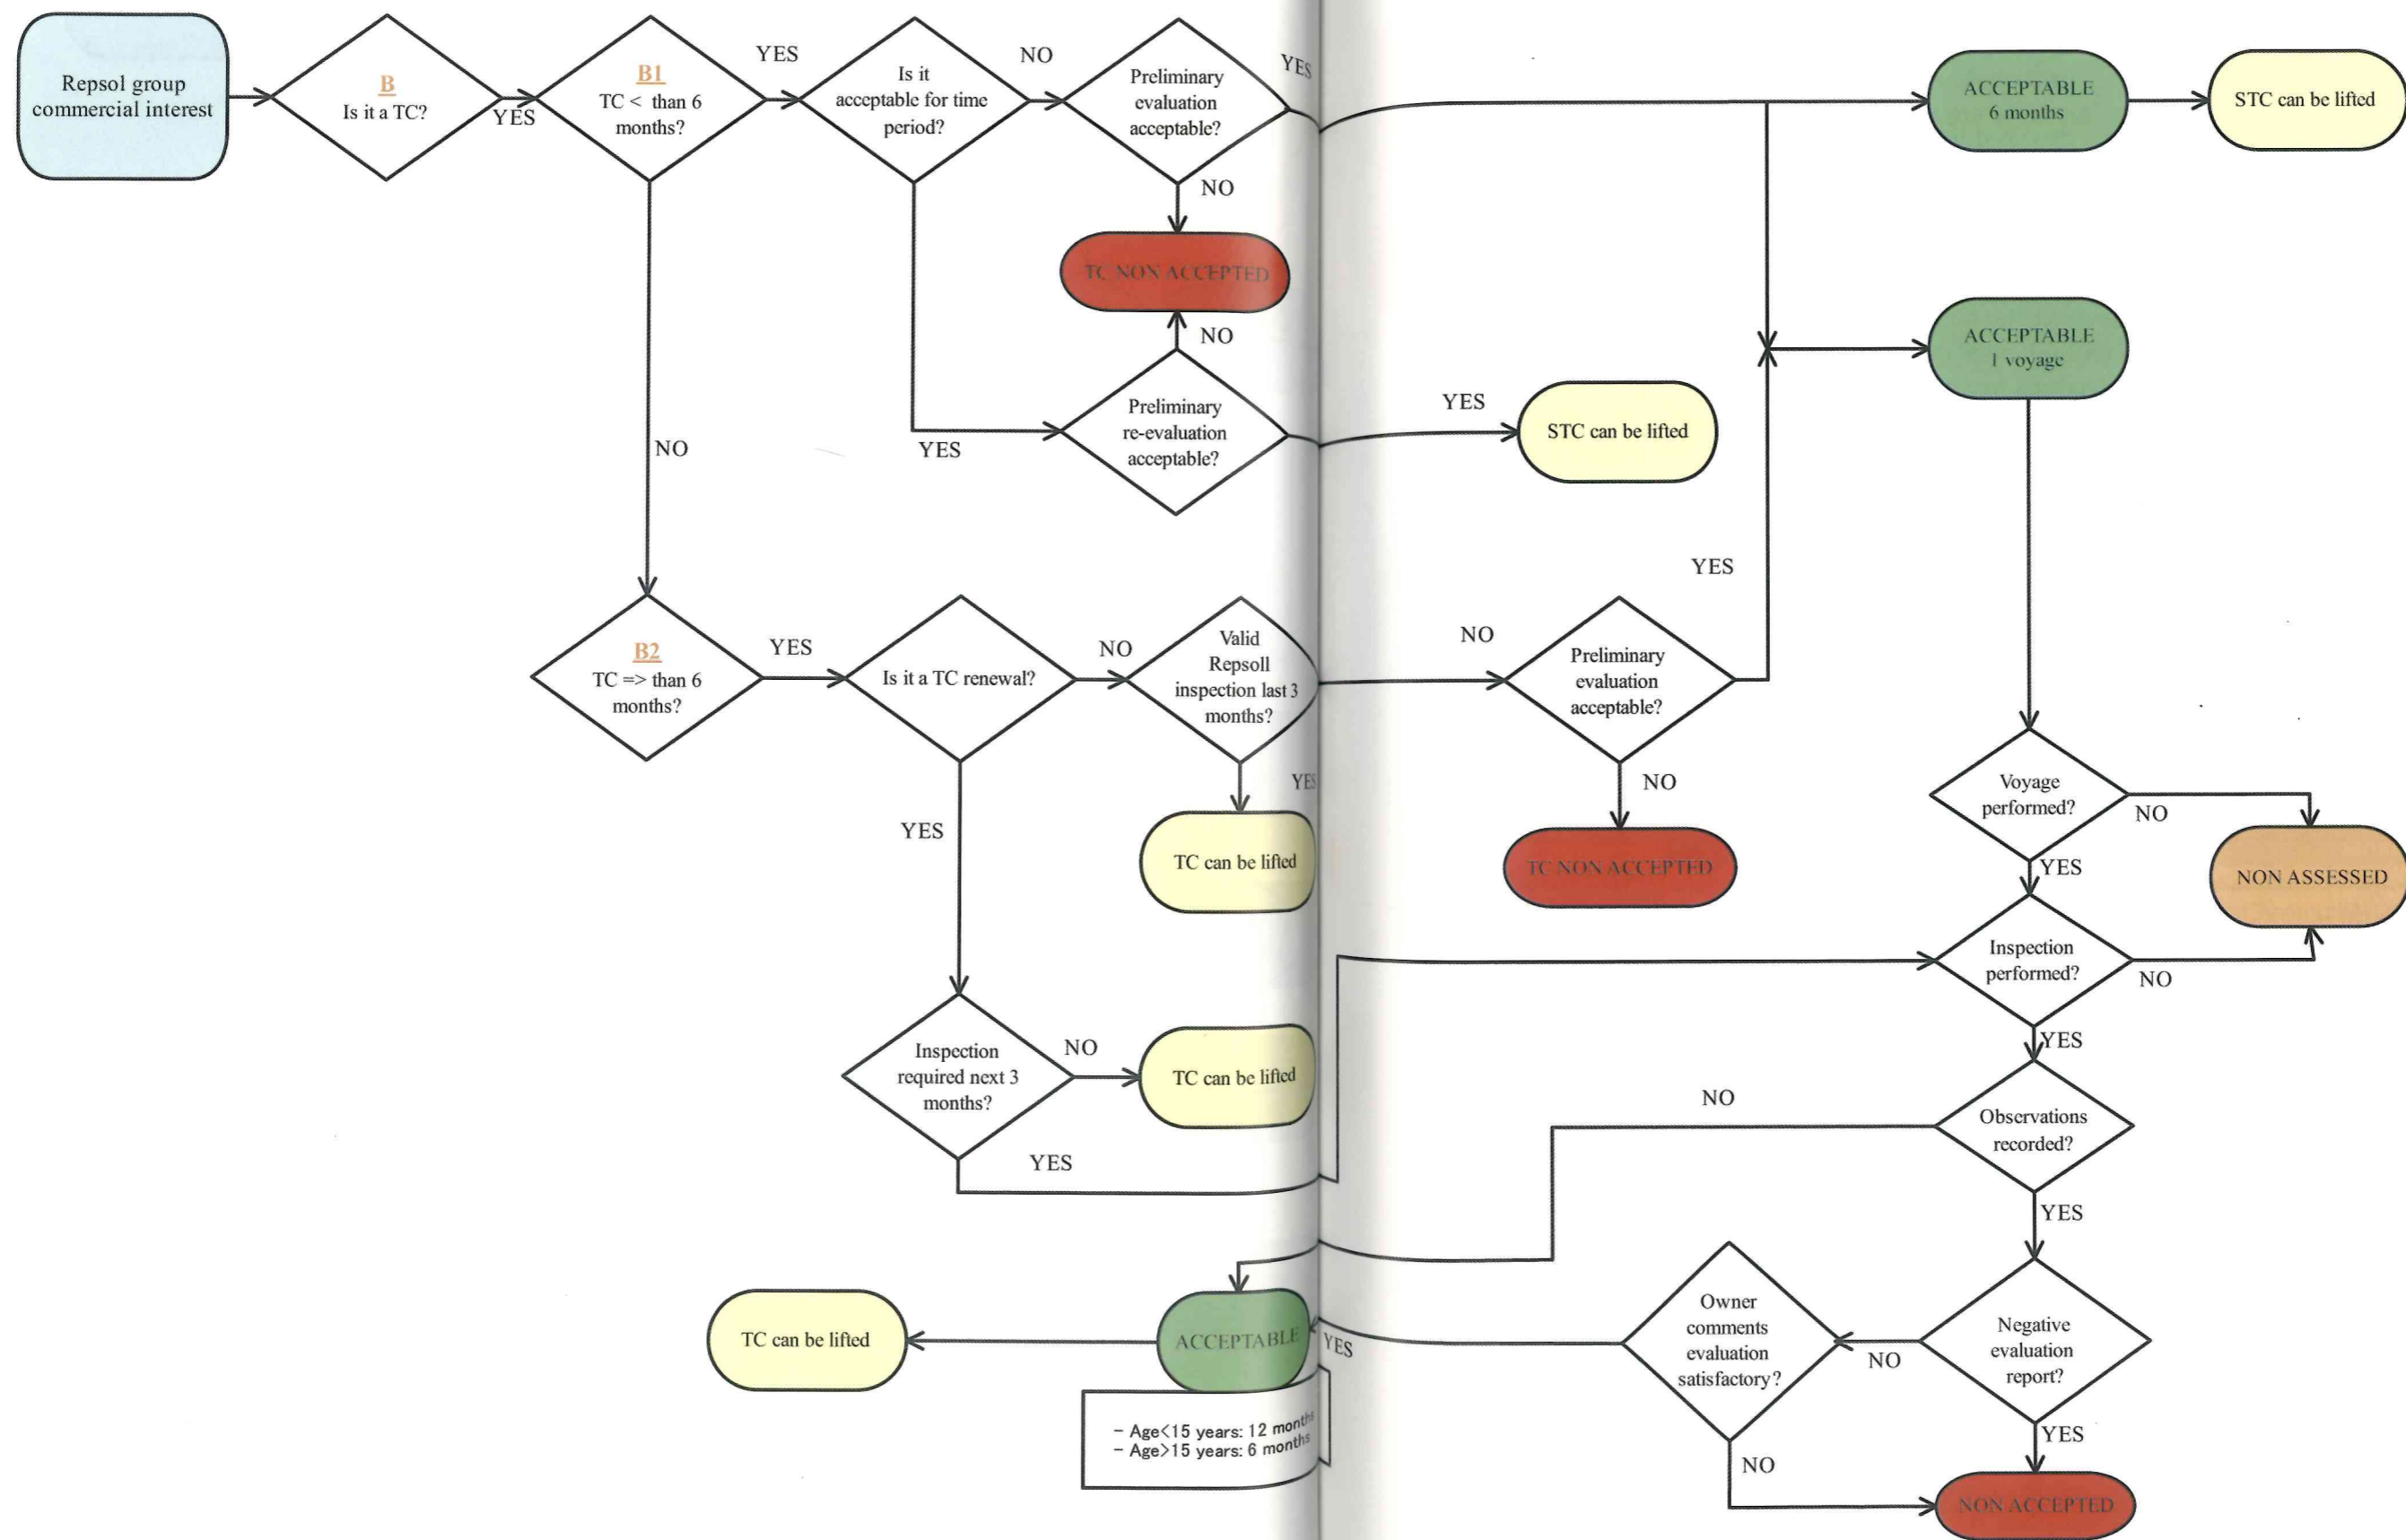 Repsol group
commercial interest
B
Is it a TC?
YES
B1
TC < than 6
months?
YES
Is it
acceptable for time
period?
NO
Preliminary
evaluation
acceptable?
YES
ACCEPTABLE
6 months
STC can be lifted
NO
TC NON ACCEPTED
NO
ACCEPTABLE
1 voyage
YES
Preliminary
re-evaluation
acceptable?
YES
STC can be lifted
NO
B2
TC => than 6
months?
YES
Is it a TC renewal?
NO
Valid
Repsoll
inspection last 3
months?
NO
Preliminary
evaluation
acceptable?
YES
YES
TC can be lifted
NO
TC NON ACCEPTED
Voyage
performed?
NO
YES
NON ASSESSED
YES
Inspection
performed?
NO
YES
Inspection
required next 3
months?
NO
TC can be lifted
YES
NO
Observations
recorded?
YES
TC can be lifted
ACCEPTABLE
YES
Owner
comments
evaluation
satisfactory?
NO
Negative
evaluation
report?
- Age<15 years: 12 months
- Age>15 years: 6 months
NO
YES
NON ACCEPTED